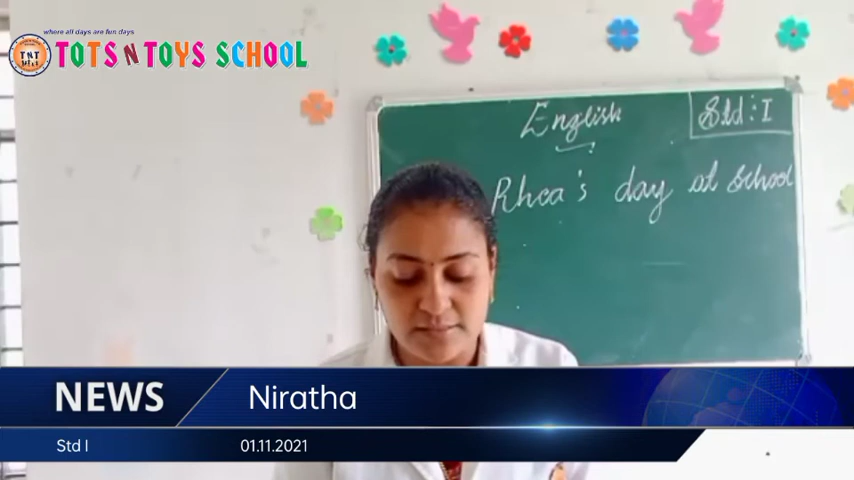 where all days are fun days
TNT
TOTS N TOYS SCHOOL
English
Std : I
Rhea's day at School
NEWS
Niratha
Std I
01.11.2021